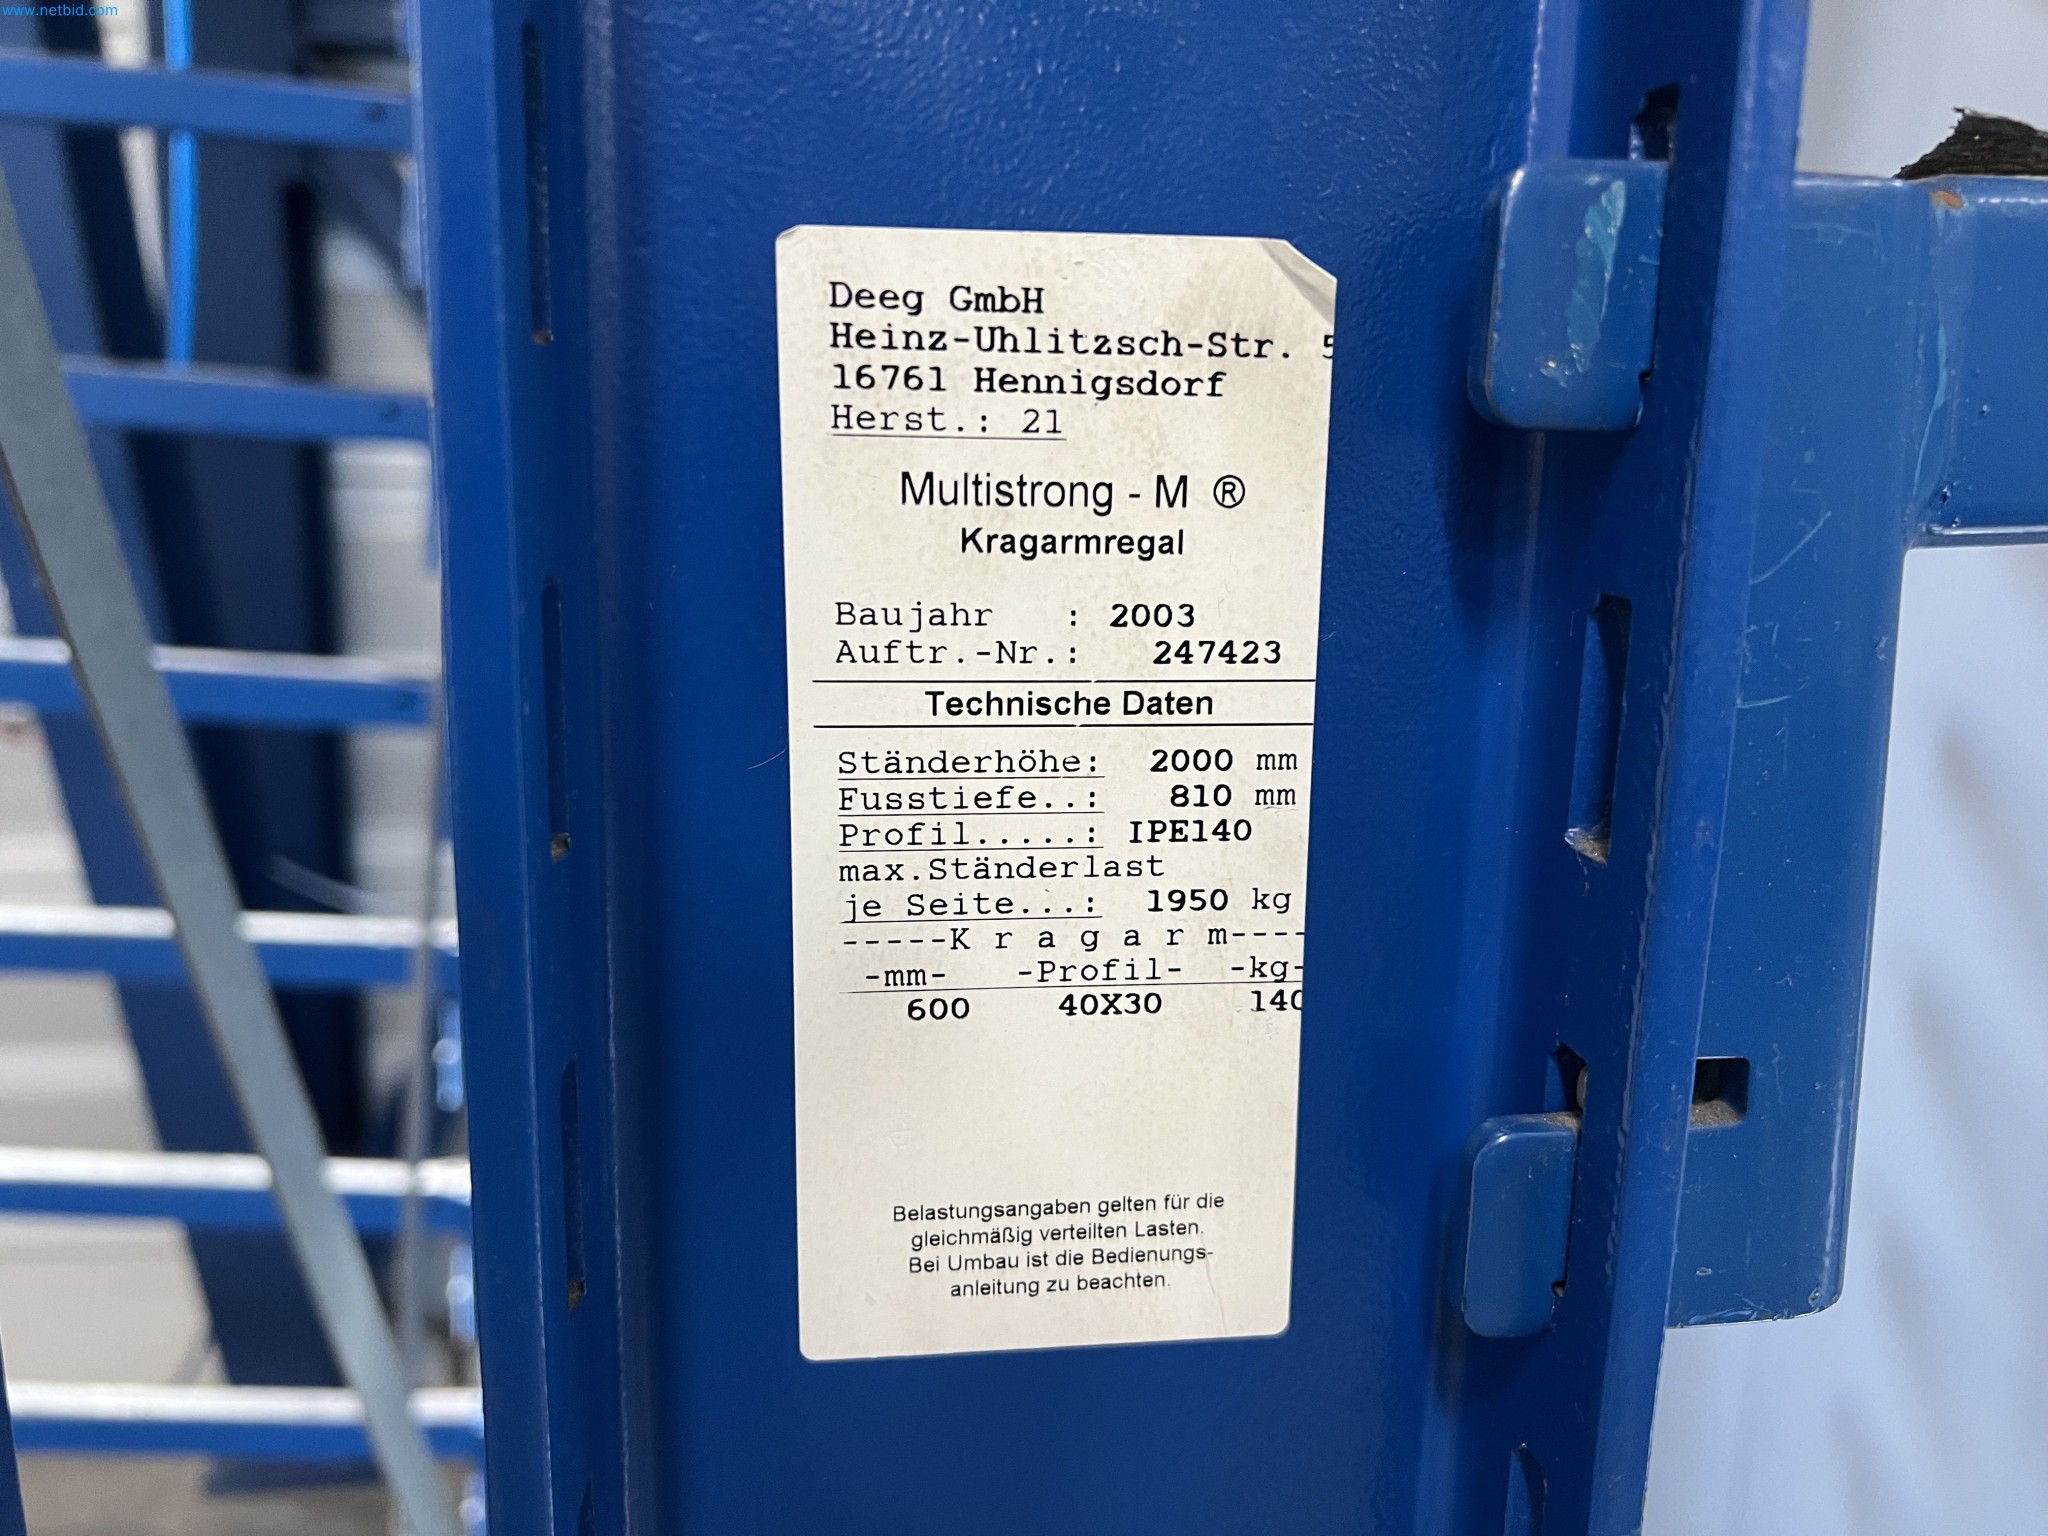 www.netbid.com
Deeg GmbH
Heinz-Uhlitzsch-Str. 5
16761 Hennigsdorf
Herst.: 21
Multistrong - M ®
Kragarmregal
Baujahr : 2003
Auftr.-Nr.: 247423
Technische Daten
Ständerhöhe: 2000 mm
Fusstiefe..: 810 mm
Profil.....: IPE140
max.Ständerlast
je Seite...: 1950 kg
-----K r a g a r m----
-mm- -Profil- -kg-
600 40X30 140
Belastungsangaben gelten für die
gleichmäßig verteilten Lasten.
Bei Umbau ist die Bedienungs-
anleitung zu beachten.